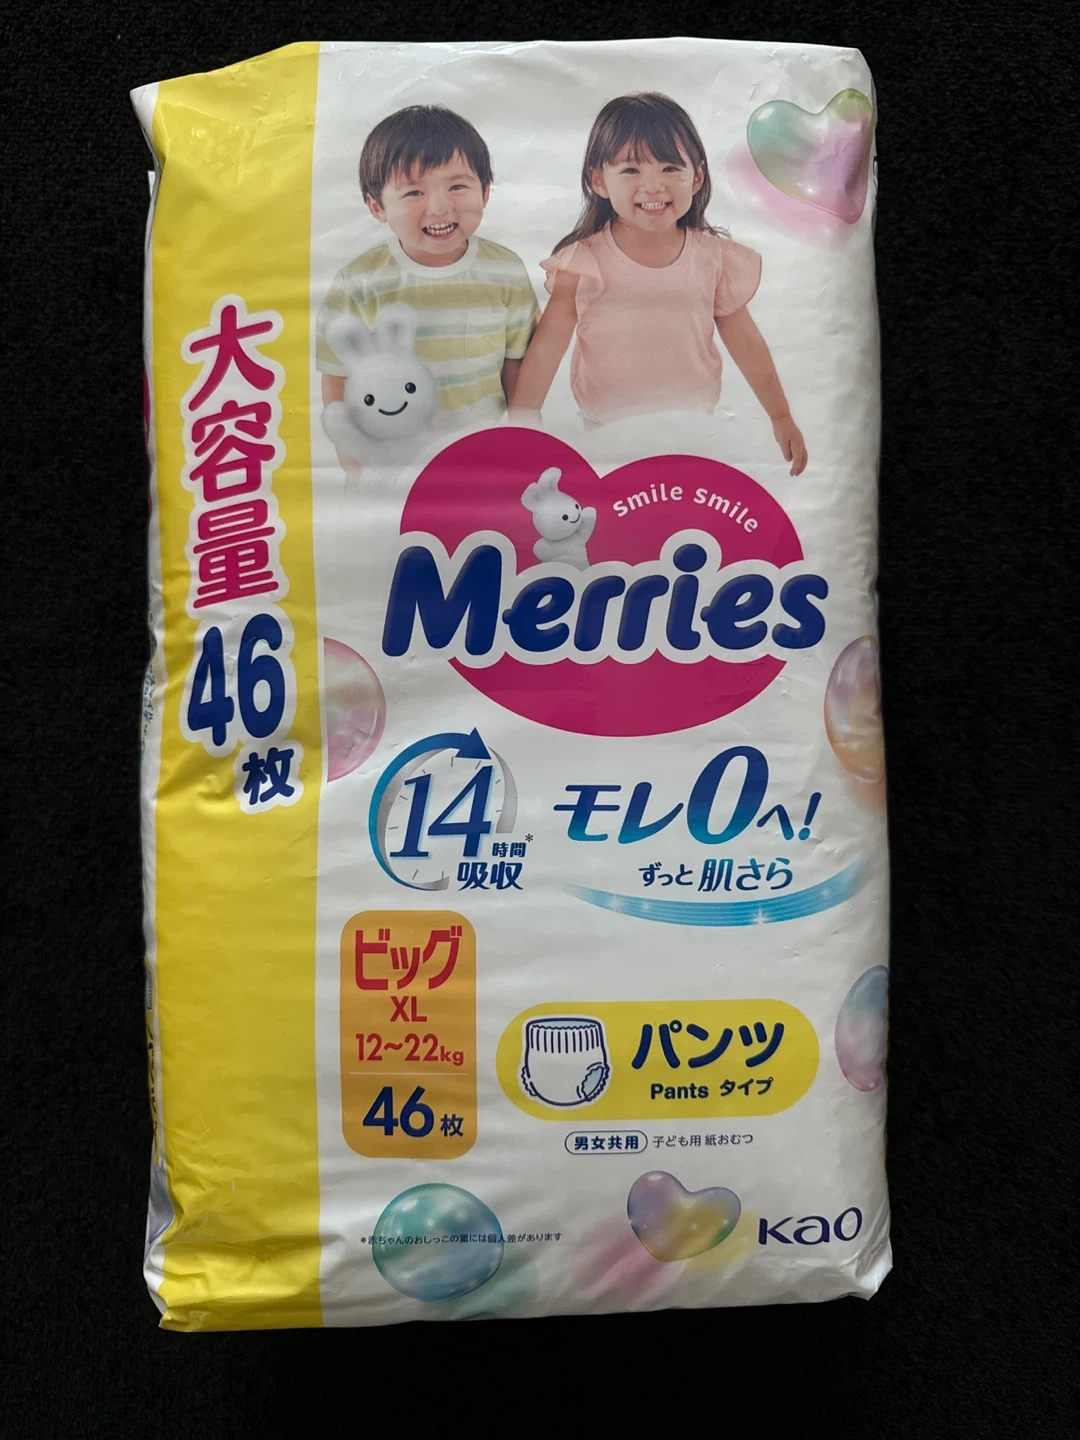 大容量
46
枚
smile smile
Merries
14
時間*
吸収
モレ0へ!
ずっと肌さら
ビッグ
XL
12～22kg
46枚
パンツ
Pants タイプ
男女共用 子ども用 紙おむつ
*赤ちゃんのおしっこの量には個人差があります
Kao